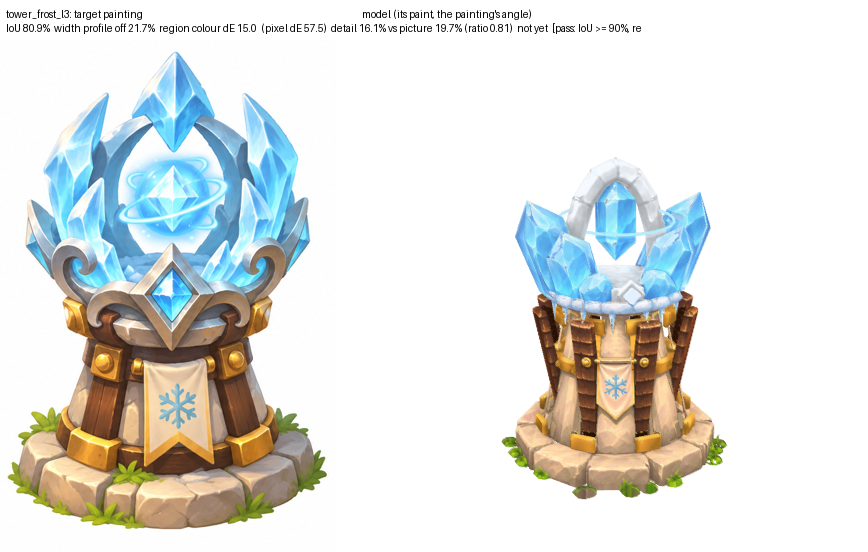 tower_frost_l3: target painting
model (its paint, the painting's angle)
IoU 80.9% width profile off 21.7% region colour dE 15.0 (pixel dE 57.5) detail 16.1% vs picture 19.7% (ratio 0.81) not yet [pass: IoU >= 90%, re